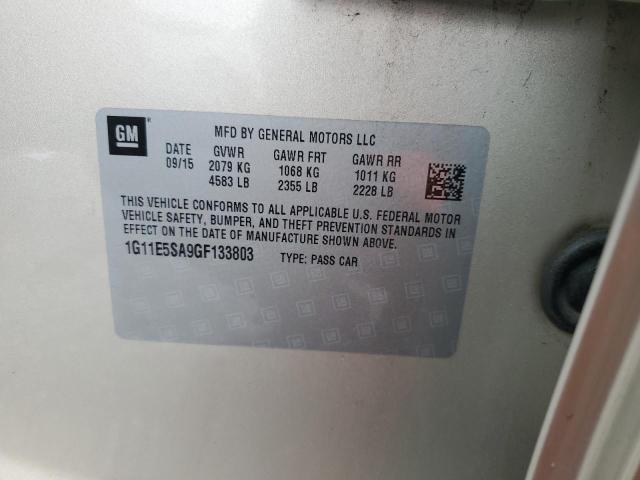 GM ®
MFD BY GENERAL MOTORS LLC
DATE GVWR GAWR FRT GAWR RR
09/15 2079 KG 1068 KG 1011 KG
4583 LB 2355 LB 2228 LB
THIS VEHICLE CONFORMS TO ALL APPLICABLE U.S. FEDERAL MOTOR
VEHICLE SAFETY, BUMPER, AND THEFT PREVENTION STANDARDS IN
EFFECT ON THE DATE OF MANUFACTURE SHOWN ABOVE.
1G11E5SA9GF133803 TYPE: PASS CAR